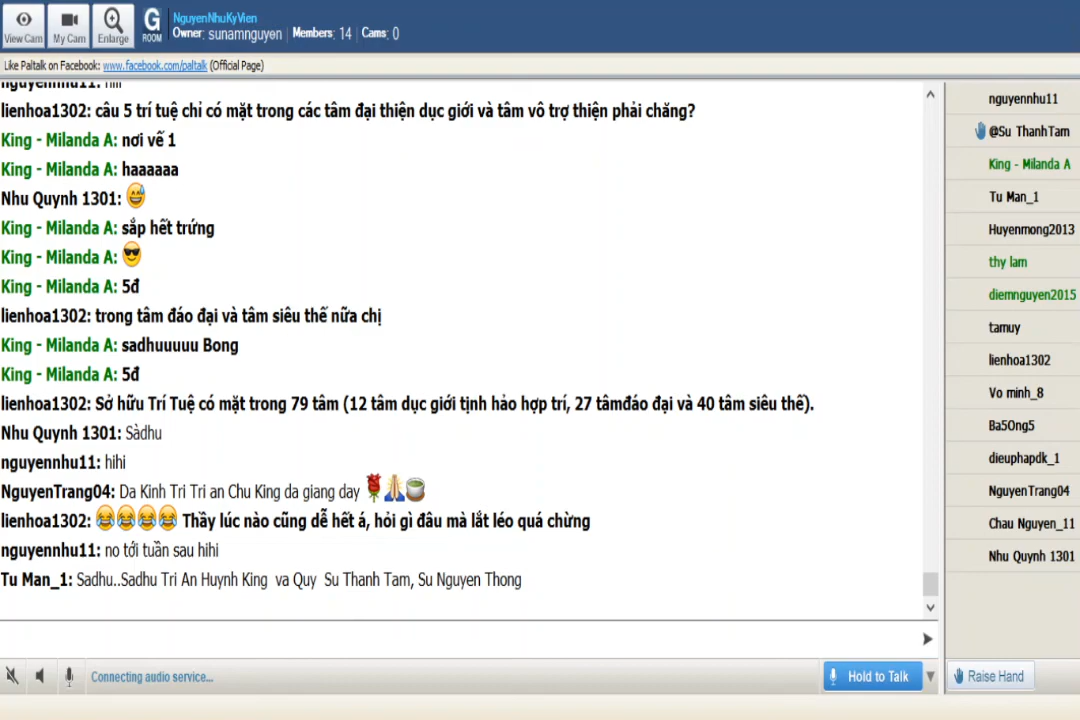 NguyenNhuKyVien
View Cam
My Cam
Enlarge
G
ROOM
Owner: sunamnguyen | Members: 14 | Cams: 0
Like Paltalk on Facebook: www.facebook.com/paltalk (Official Page)
nguyennhu11: hihi
lienhoa1302: câu 5 trí tuệ chỉ có mặt trong các tâm đại thiện dục giới và tâm vô trợ thiện phải chăng?
King - Milanda A: nơi vế 1
King - Milanda A: haaaaaa
Nhu Quynh 1301: 😅
King - Milanda A: sắp hết trứng
King - Milanda A: 😎
King - Milanda A: 5đ
lienhoa1302: trong tâm đáo đại và tâm siêu thế nữa chị
King - Milanda A: sadhuuuuu Bong
King - Milanda A: 5đ
lienhoa1302: Sở hữu Trí Tuệ có mặt trong 79 tâm (12 tâm dục giới tịnh hảo hợp trí, 27 tâmđáo đại và 40 tâm siêu thế).
Nhu Quynh 1301: Sàdhu
nguyennhu11: hihi
NguyenTrang04: Da Kinh Tri Tri an Chu King da giang day 🌹🙏🍵
lienhoa1302: 😂😂😂😂 Thầy lúc nào cũng dễ hết á, hỏi gì đâu mà lắt léo quá chừng
nguyennhu11: no tới tuần sau hihi
Tu Man_1: Sadhu..Sadhu Tri An Huynh King va Quy Su Thanh Tam, Su Nguyen Thong
nguyennhu11
@Su ThanhTam
King - Milanda A
Tu Man_1
Huyenmong2013
thy lam
diemnguyen2015
tamuy
lienhoa1302
Vo minh_8
Ba5Ong5
dieuphapdk_1
NguyenTrang04
Chau Nguyen_11
Nhu Quynh 1301
Connecting audio service...
Hold to Talk
Raise Hand